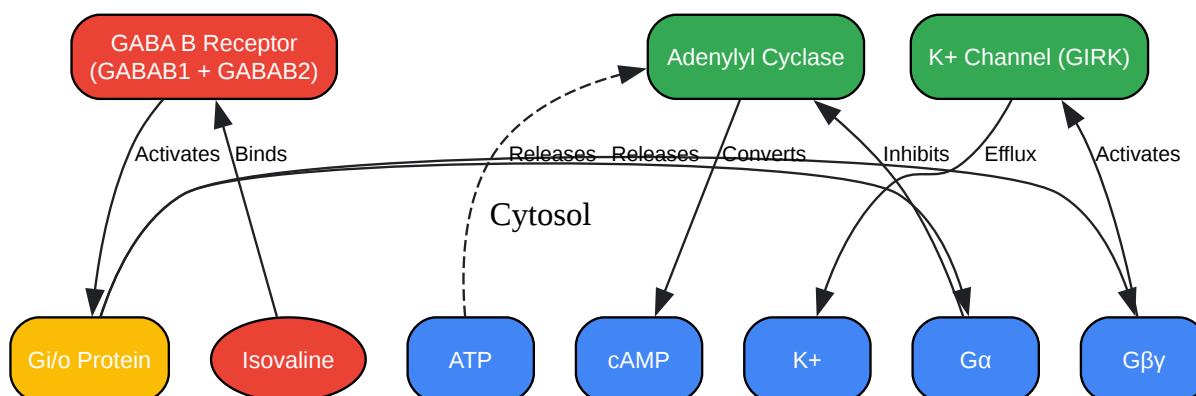 GABA B Receptor
(GABAB1 + GABAB2)
Adenylyl Cyclase
K+ Channel (GIRK)
Activates
Binds
Releases
Releases
Converts
Inhibits
Efflux
Activates
Cytosol
Gi/o Protein
Isovaline
ATP
cAMP
K+
Gα
Gβγ